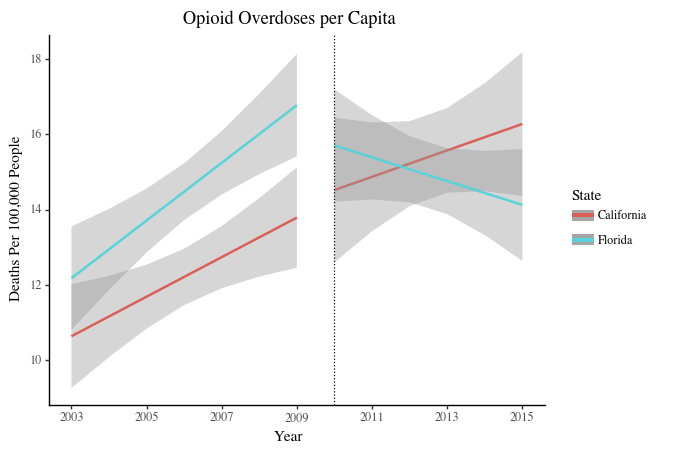 Opioid Overdoses per Capita
Deaths Per 100,000 People
18
16
14
12
10
2003 2005 2007 2009 2011 2013 2015
Year
State
California
Florida